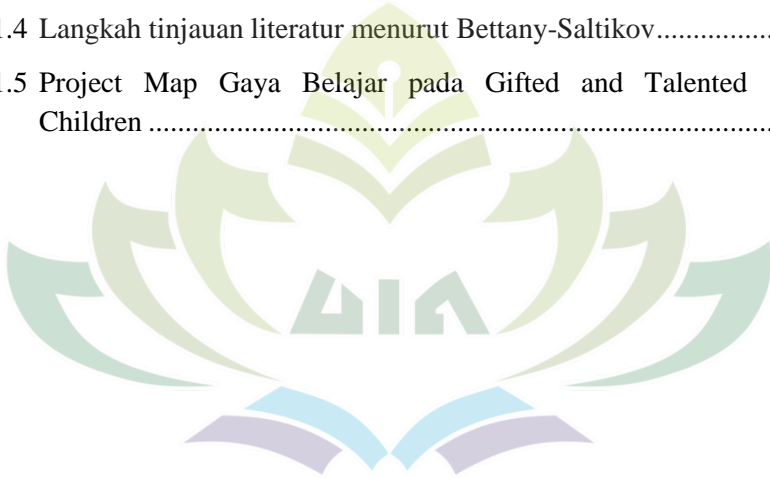 1.4 Langkah tinjauan literatur menurut Bettany-Saltikov..................
1.5 Project Map Gaya Belajar pada Gifted and Talented
Children ......................................................................................
UIN